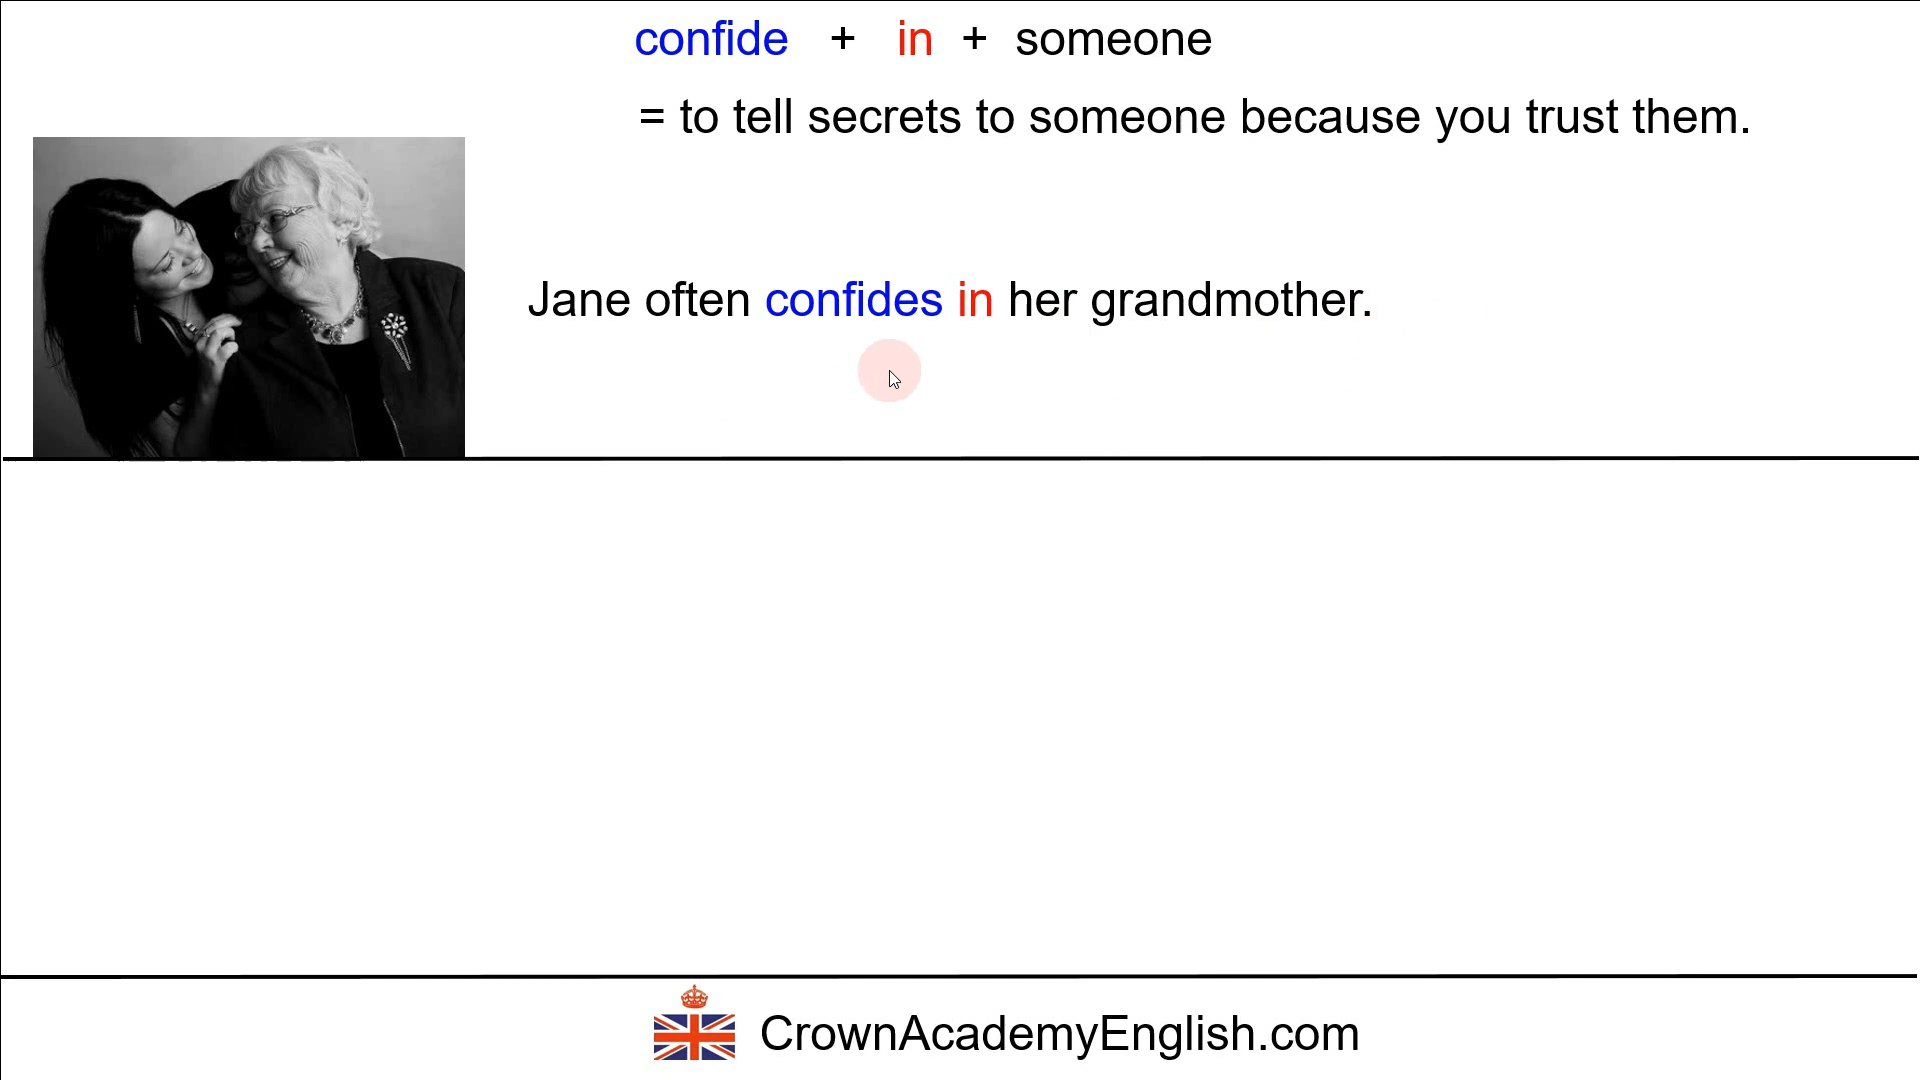 confide + in + someone
= to tell secrets to someone because you trust them.
Jane often confides in her grandmother.
CrownAcademyEnglish.com